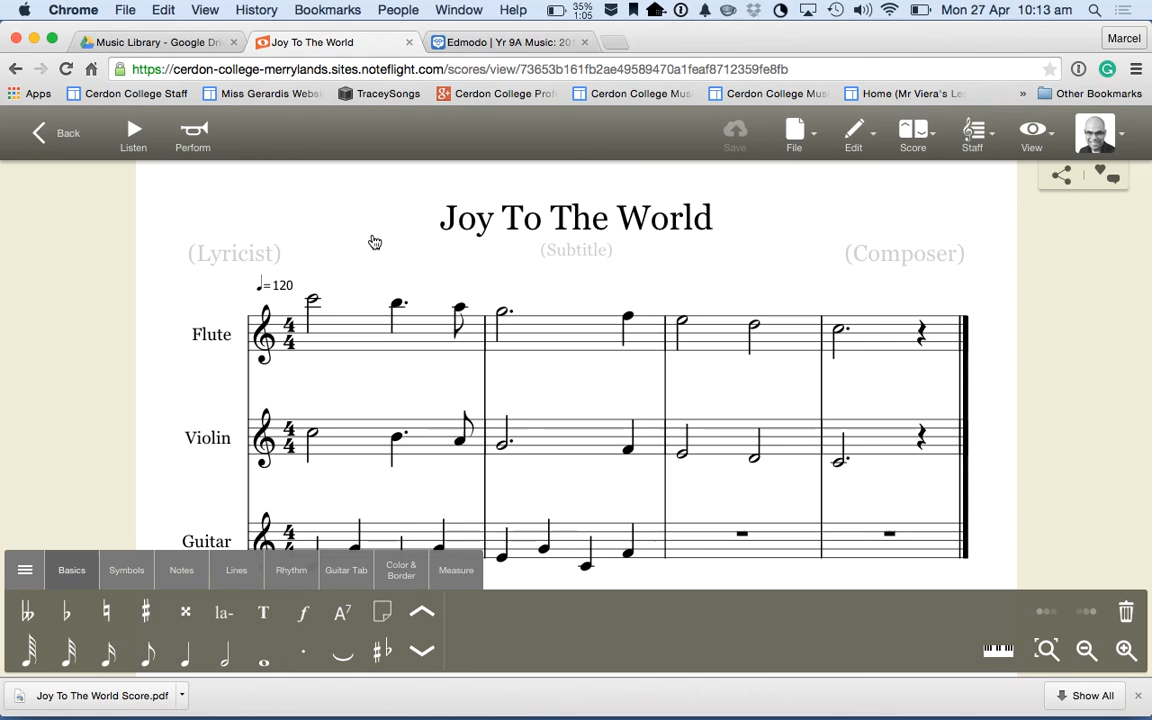 Chrome File Edit View History Bookmarks People Window Help 35% 1:05 Mon 27 Apr 10:13 am
Music Library - Google Dri Joy To The World Edmodo | Yr 9A Music: 201 Marcel
https://cerdon-college-merrylands.sites.noteflight.com/scores/view/73653b161fb2ae49589470a1feaf8712359fe8fb
Apps Cerdon College Staff Miss Gerardis Webs TraceySongs Cerdon College Prof Cerdon College Mus Cerdon College Mus Home (Mr Viera's Le » Other Bookmarks
Back Listen Perform Save File Edit Score Staff View
Joy To The World
(Lyricist) (Subtitle) (Composer)
= 120
Flute
Violin
Guitar
Basics Symbols Notes Lines Rhythm Guitar Tab Color & Border Measure
la- T f A7
Joy To The World Score.pdf Show All